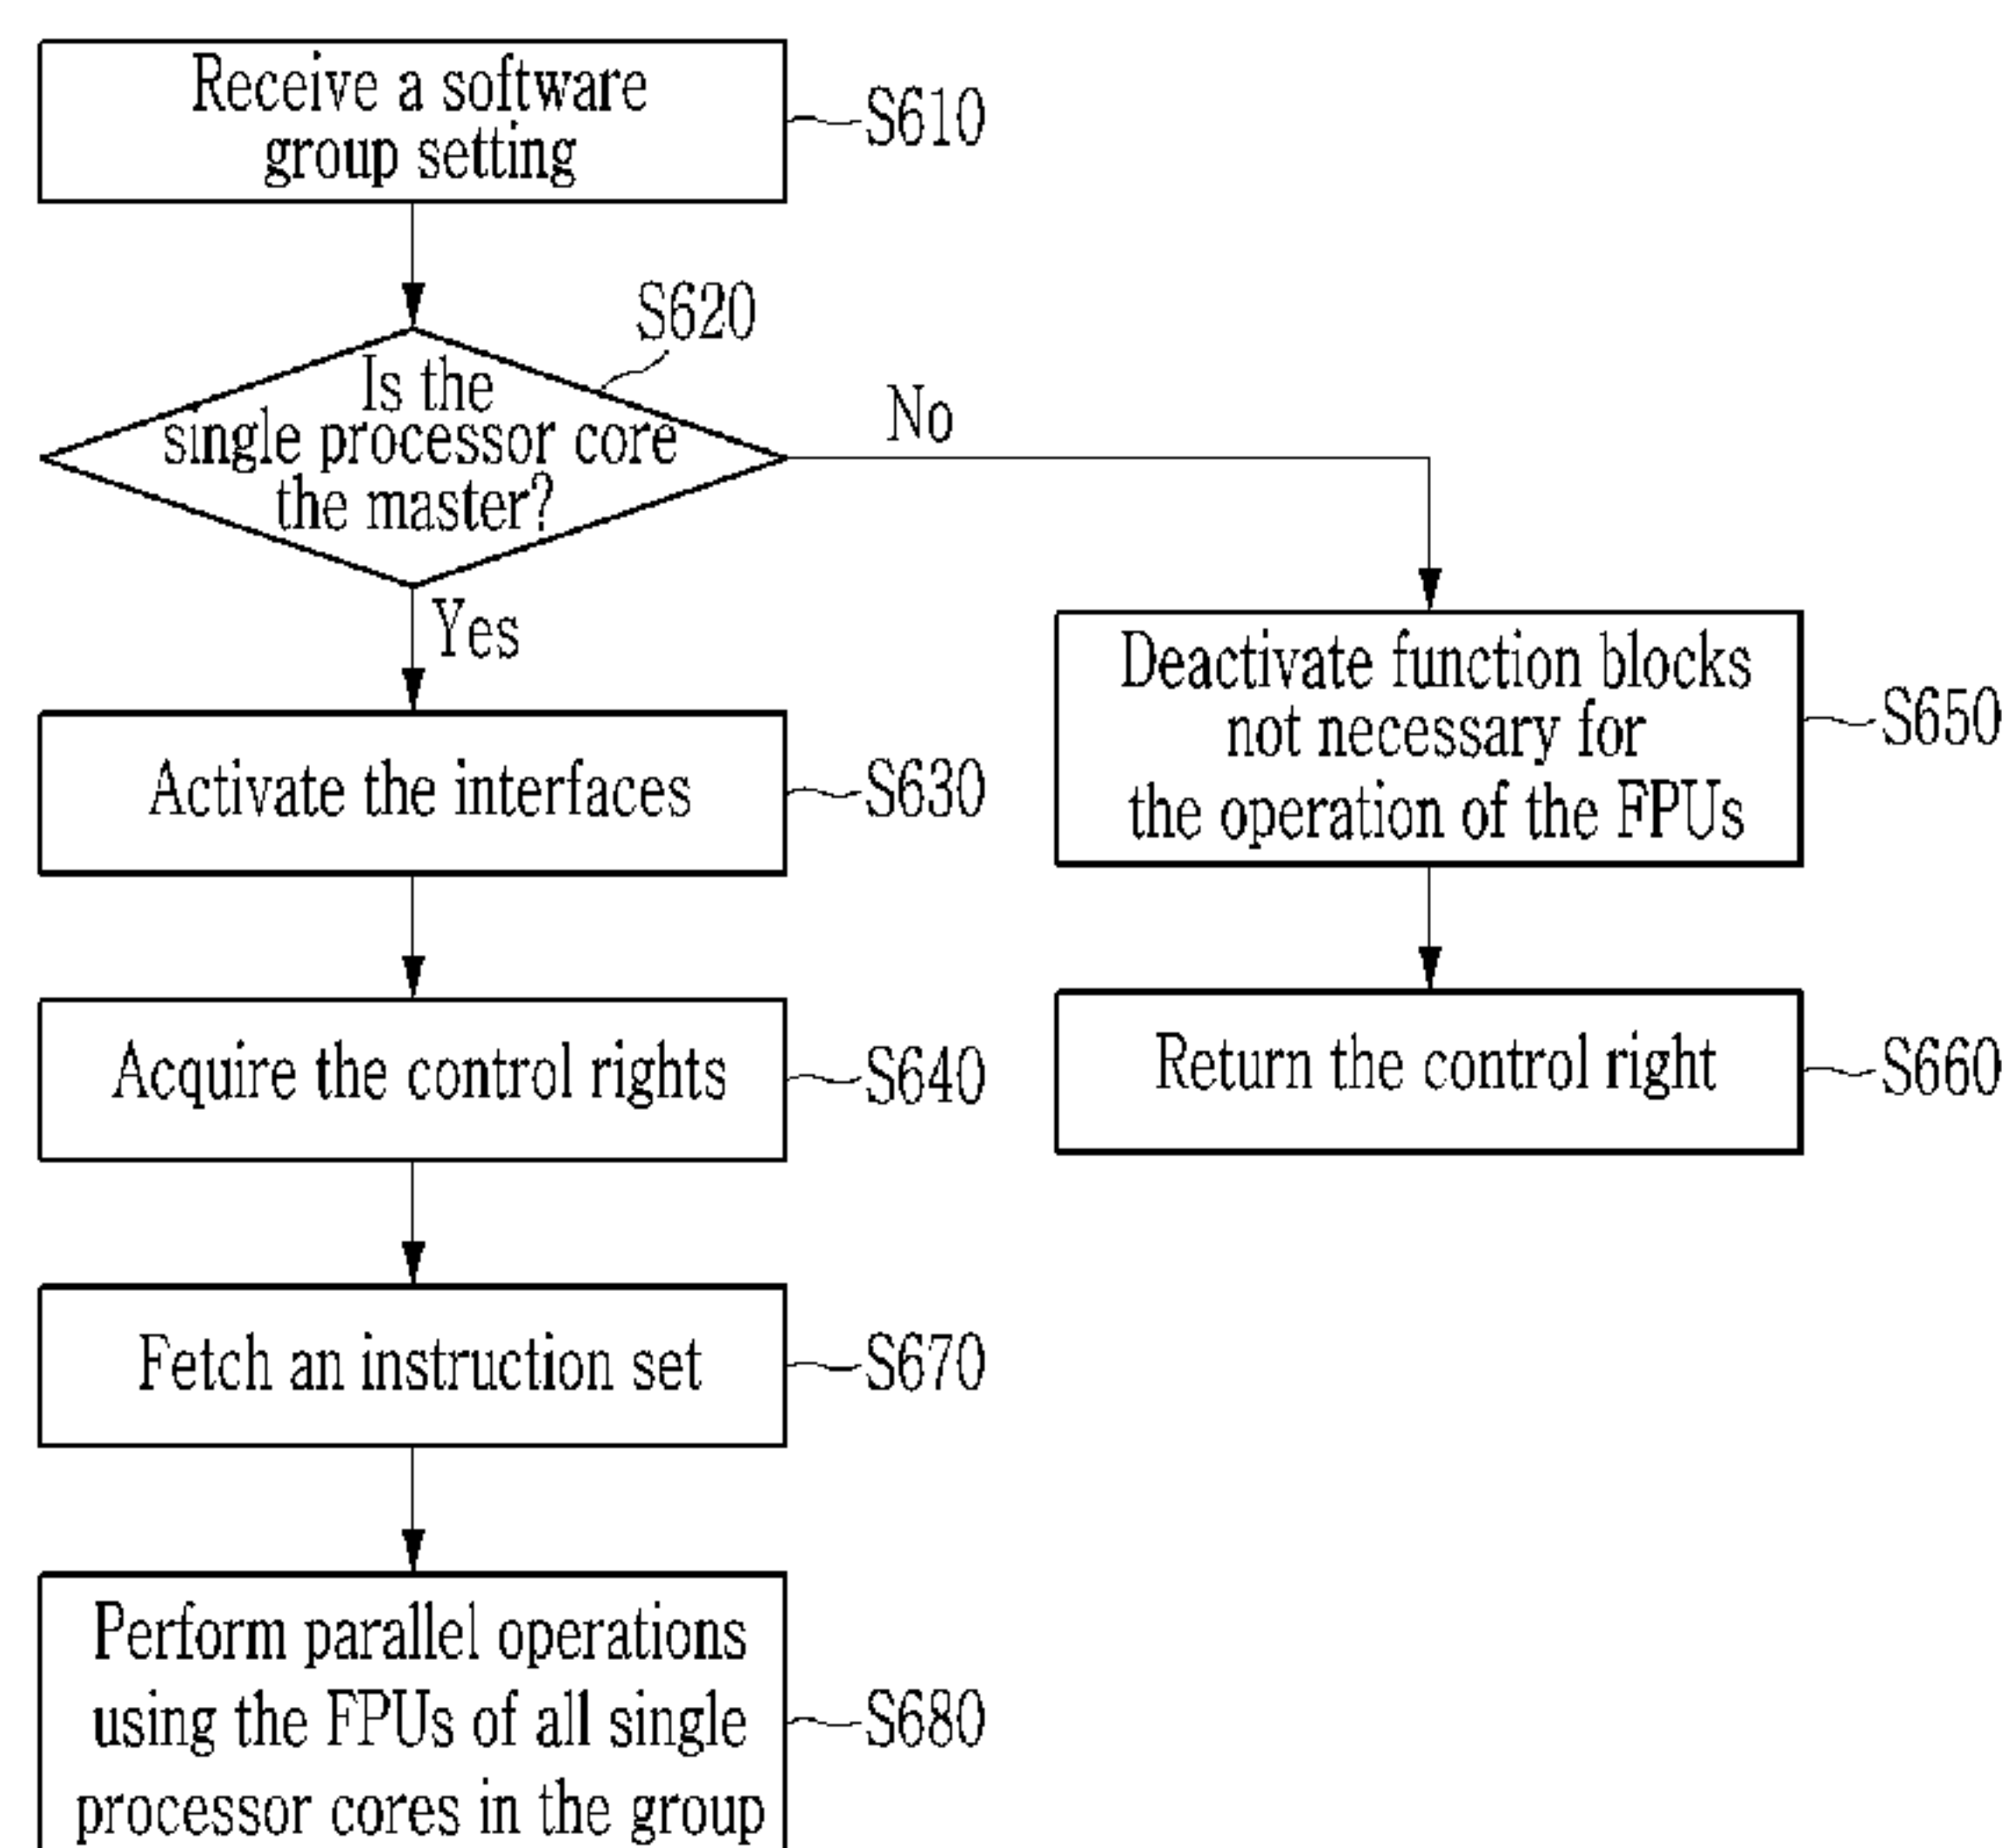 Receive a software
group setting
S610
S620
Is the
single processor core
the master?
No
Yes
Activate the interfaces
S630
Deactivate function blocks
not necessary for
the operation of the FPUs
S650
Acquire the control rights
S640
Return the control right
S660
Fetch an instruction set
S670
Perform parallel operations
using the FPUs of all single
processor cores in the group
S680